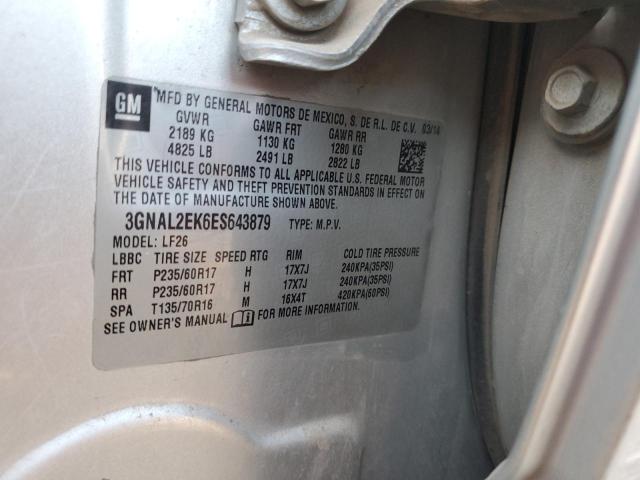 GM
MFD BY GENERAL MOTORS DE MEXICO, S. DE R.L. DE C.V. 03/14
GVWR GAWR FRT GAWR RR
2189 KG 1130 KG 1280 KG
4825 LB 2491 LB 2822 LB
THIS VEHICLE CONFORMS TO ALL APPLICABLE U.S. FEDERAL MOTOR
VEHICLE SAFETY AND THEFT PREVENTION STANDARDS IN EFFECT ON
THE DATE OF MANUFACTURE SHOWN ABOVE.
3GNAL2EK6ES643879 TYPE: M.P.V.
MODEL: LF26
LBBC TIRE SIZE SPEED RTG RIM COLD TIRE PRESSURE
FRT P235/60R17 H 17X7J 240KPA(35PSI)
RR P235/60R17 H 17X7J 240KPA(35PSI)
SPA T135/70R16 M 16X4T 420KPA(60PSI)
SEE OWNER'S MANUAL FOR MORE INFORMATION.